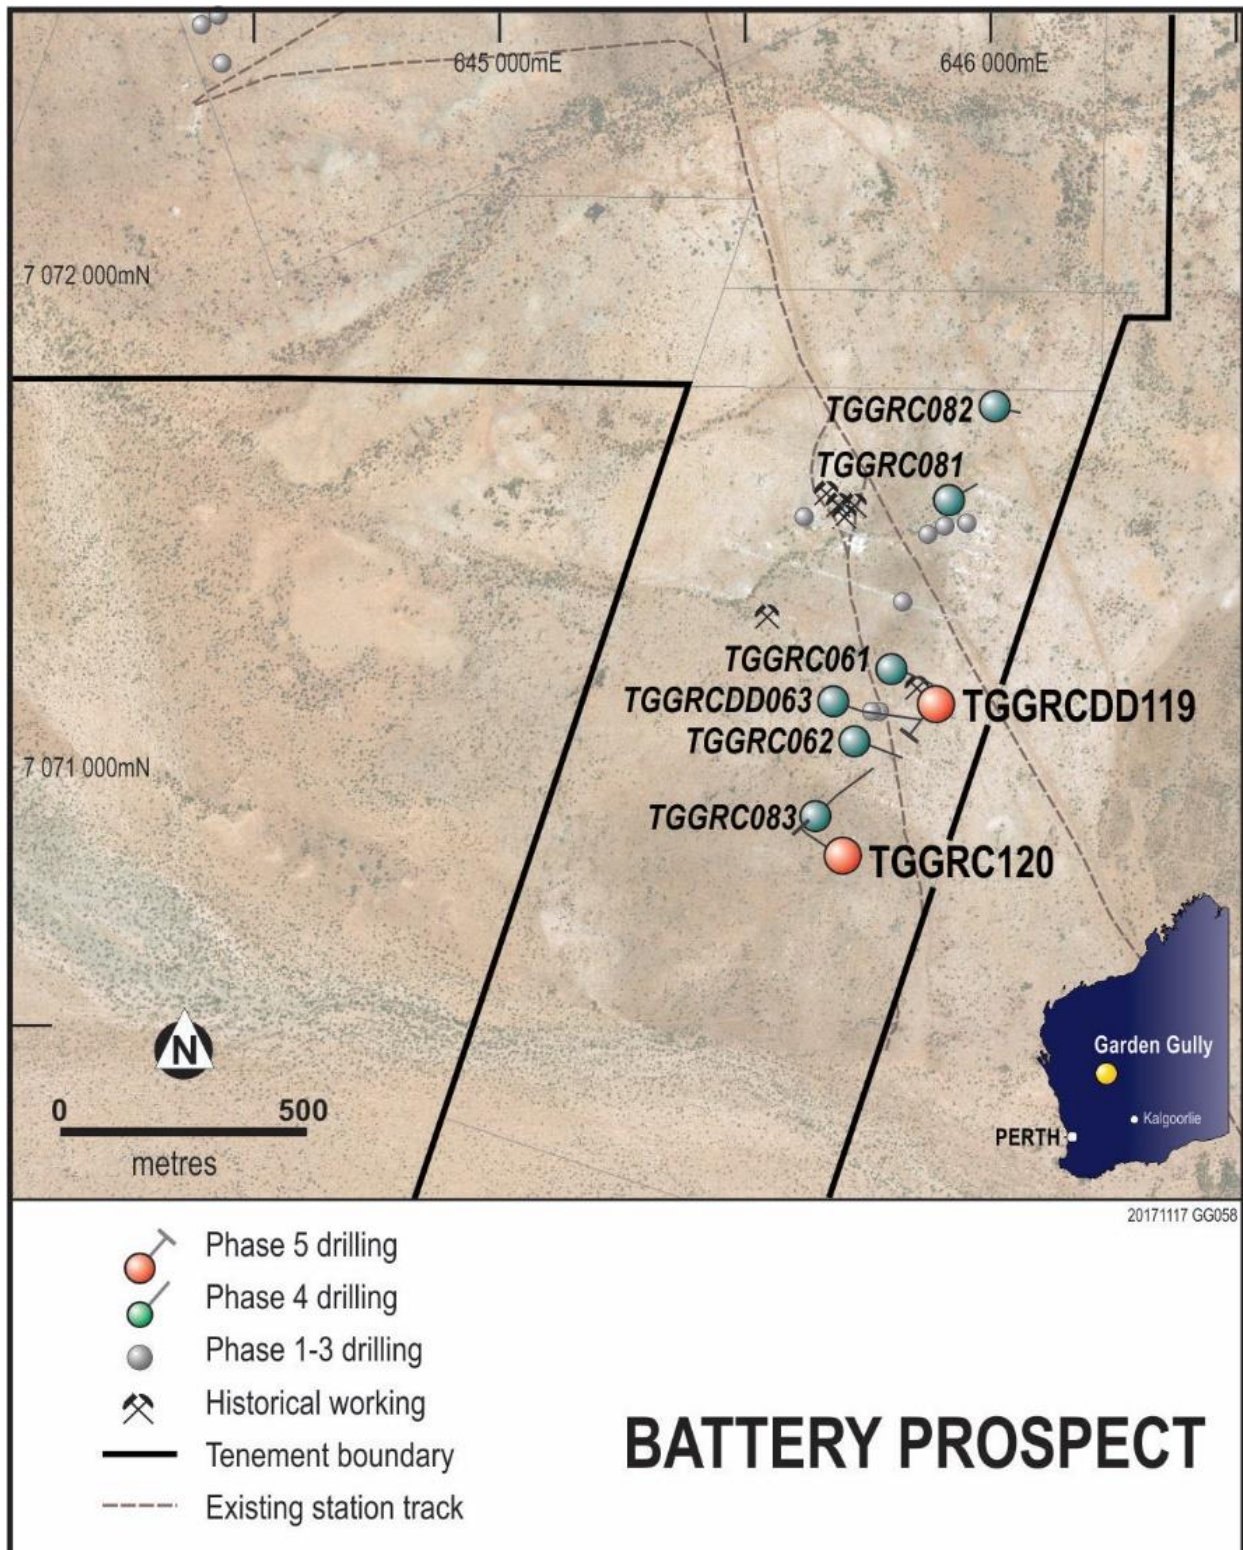 645 000mE
646 000mE
7 072 000mN
TGGRC082
TGGRC081
TGGRC061
TGGRCDD063
TGGRCDD119
TGGRC062
7 071 000mN
TGGRC083
TGGRC120
N
0 500
metres
Garden Gully
Kalgoorlie
PERTH
20171117 GG058
Phase 5 drilling
Phase 4 drilling
Phase 1-3 drilling
Historical working
Tenement boundary
Existing station track
BATTERY PROSPECT